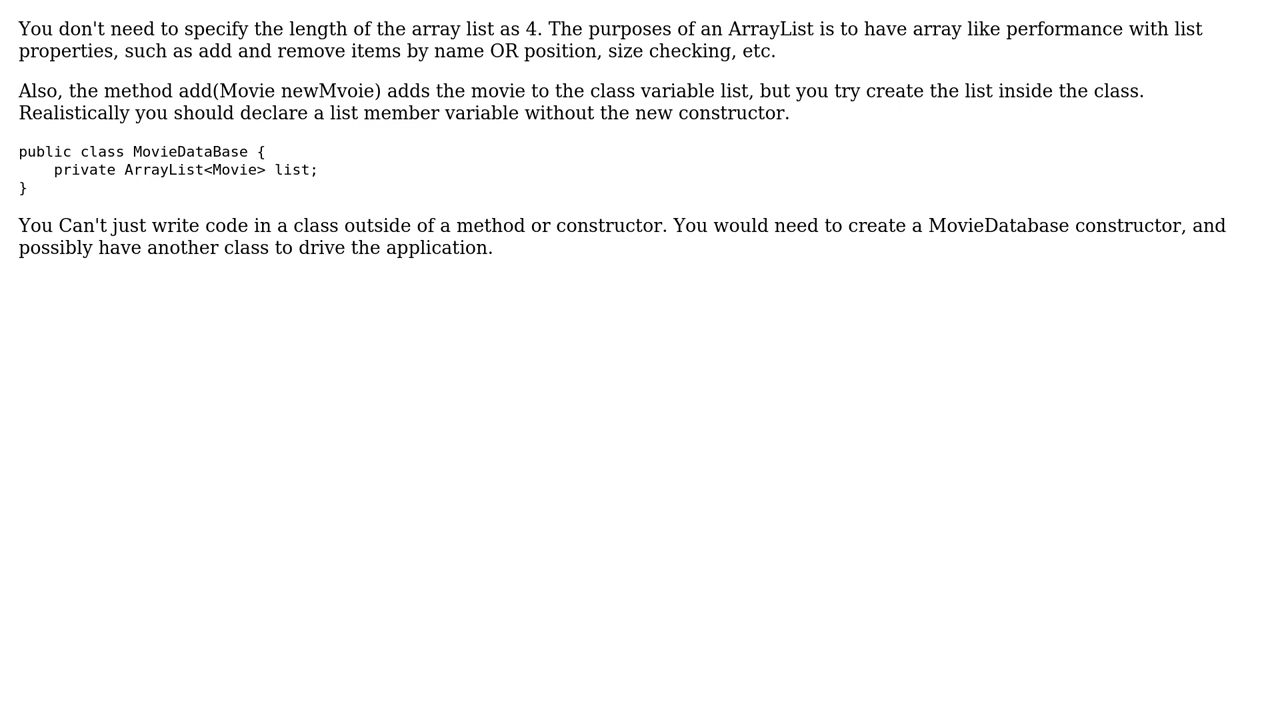 You don't need to specify the length of the array list as 4. The purposes of an ArrayList is to have array like performance with list
properties, such as add and remove items by name OR position, size checking, etc.
Also, the method add(Movie newMvoie) adds the movie to the class variable list, but you try create the list inside the class.
Realistically you should declare a list member variable without the new constructor.
public class MovieDataBase {
    private ArrayList<Movie> list;
}
You Can't just write code in a class outside of a method or constructor. You would need to create a MovieDatabase constructor, and
possibly have another class to drive the application.